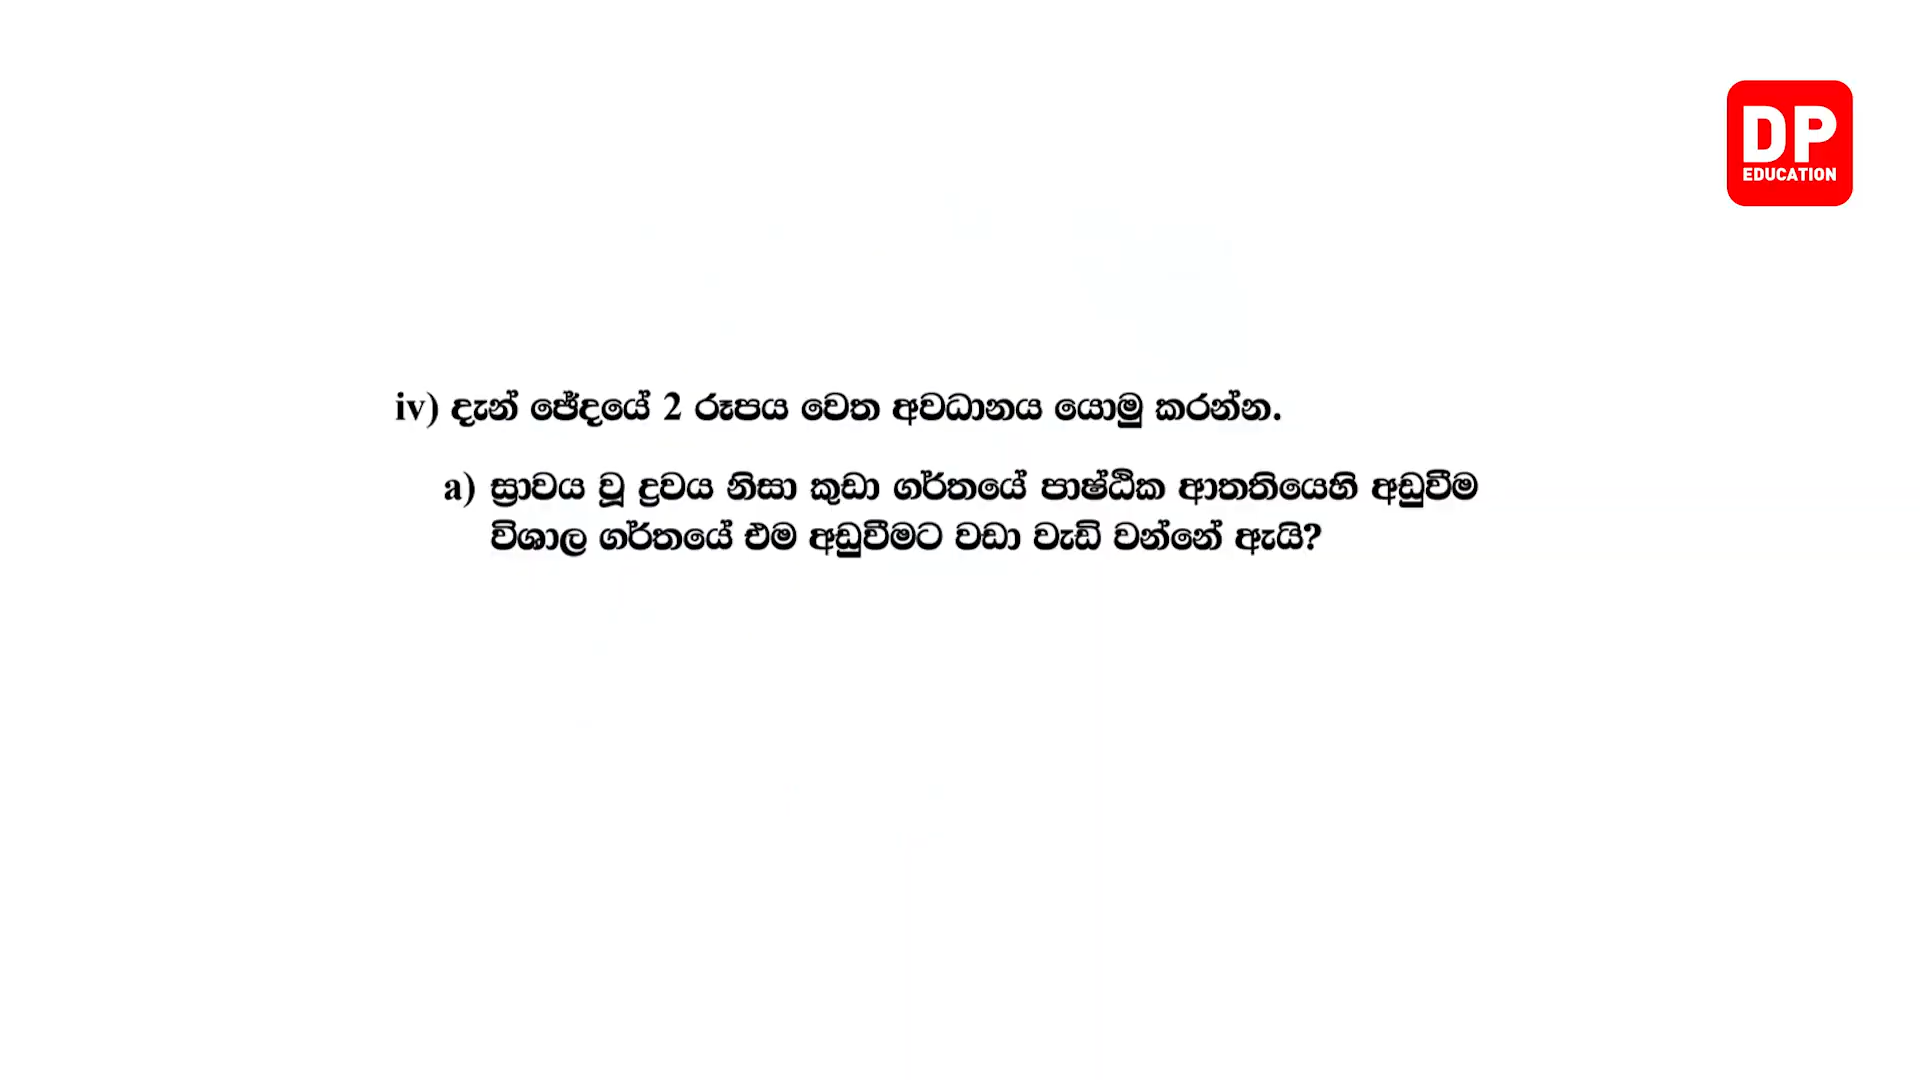 DP
EDUCATION
iv) දැන් ඡේදයේ 2 රූපය වෙත අවධානය යොමු කරන්න.
a) ස්‍රාවය වූ ද්‍රවය නිසා කුඩා ගර්තයේ පෘෂ්ඨික ආතතියෙහි අඩුවීම
විශාල ගර්තයේ එම අඩුවීමට වඩා වැඩි වන්නේ ඇයි?